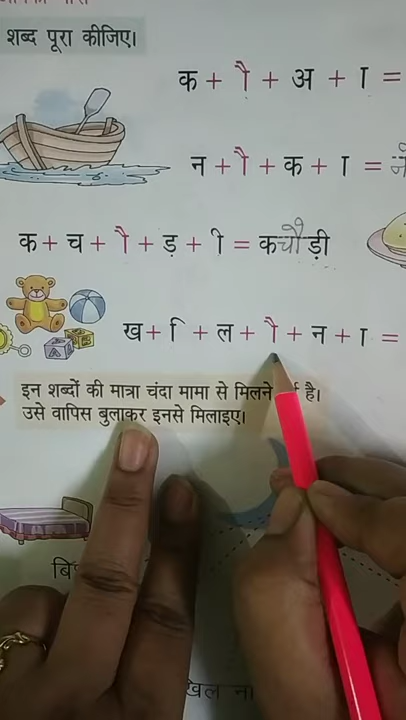 शब्द पूरा कीजिए।
क + ौ + अ + ा =
न + ौ + क + ा = नौ
क + च + ौ + ड़ + ी = कचौड़ी
ख + ि + ल + ौ + न + ा =
इन शब्दों की मात्रा चंदा मामा से मिलने है।
उसे वापिस बुलाकर इनसे मिलाइए।